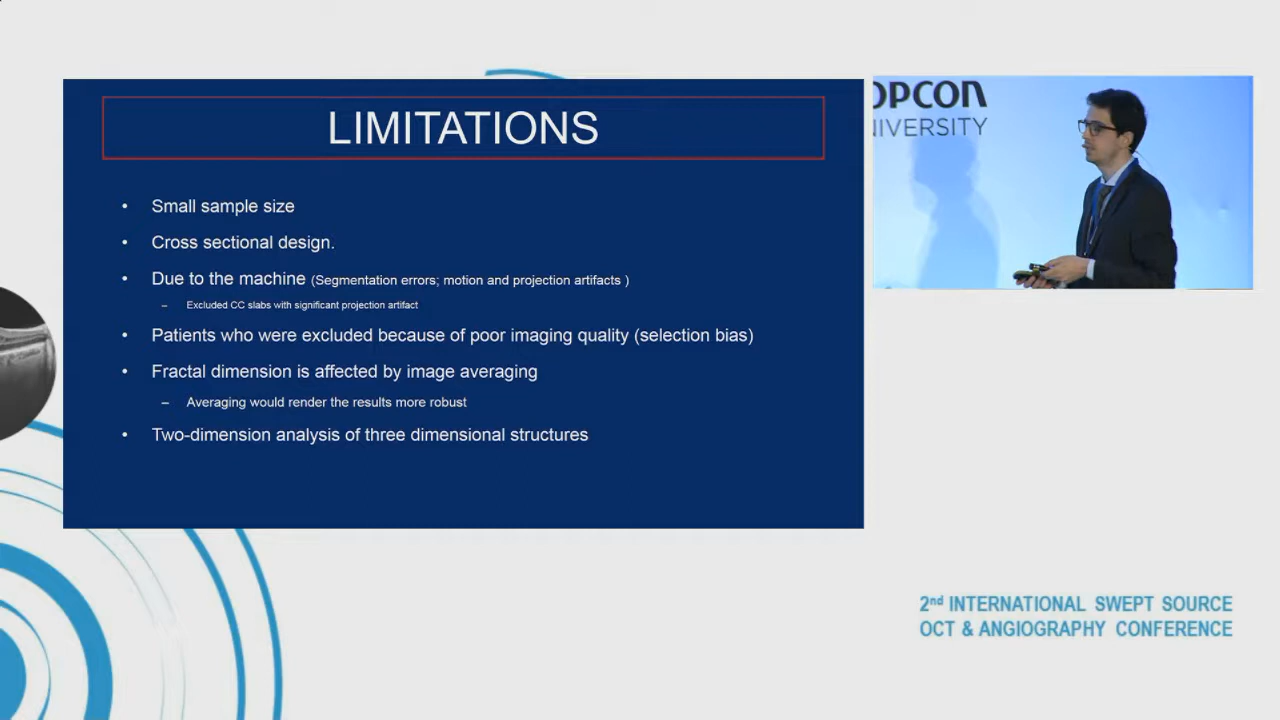 LIMITATIONS
• Small sample size
• Cross sectional design.
• Due to the machine (Segmentation errors; motion and projection artifacts )
– Excluded CC slabs with significant projection artifact
• Patients who were excluded because of poor imaging quality (selection bias)
• Fractal dimension is affected by image averaging
– Averaging would render the results more robust
• Two-dimension analysis of three dimensional structures
OPCON
NIVERSITY
2nd INTERNATIONAL SWEPT SOURCE
OCT & ANGIOGRAPHY CONFERENCE